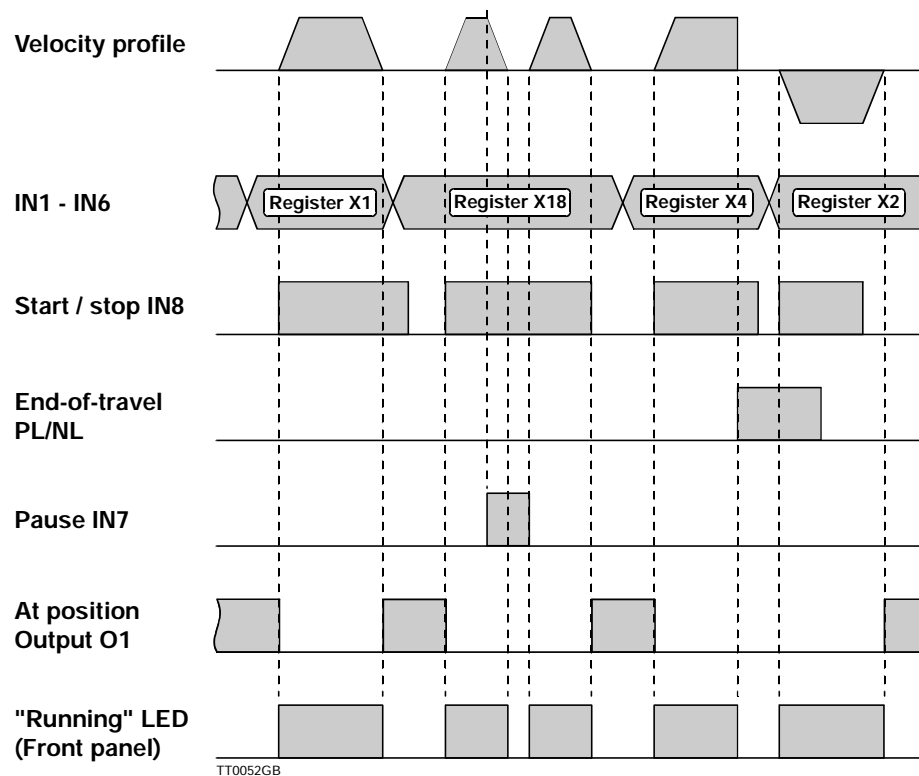 Velocity profile
IN1 - IN6
Register X1
Register X18
Register X4
Register X2
Start / stop IN8
End-of-travel
PL/NL
Pause IN7
At position
Output O1
"Running" LED
(Front panel)
TT0052GB